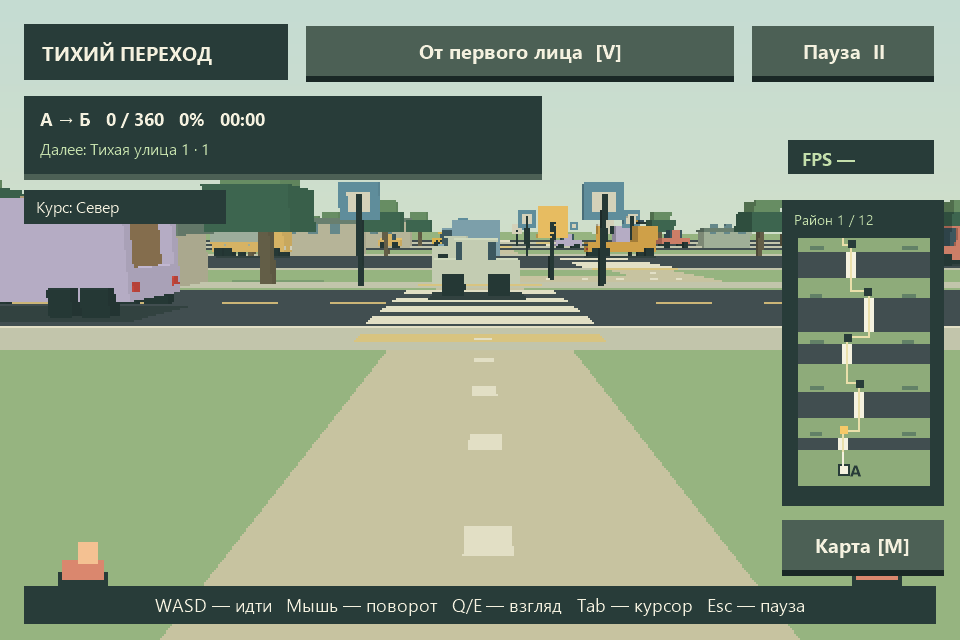 ТИХИЙ ПЕРЕХОД
От первого лица [V]
Пауза II
А → Б 0 / 360 0% 00:00
Далее: Тихая улица 1 · 1
FPS —
Курс: Север
Район 1 / 12
А
Карта [M]
WASD — идти Мышь — поворот Q/E — взгляд Tab — курсор Esc — пауза